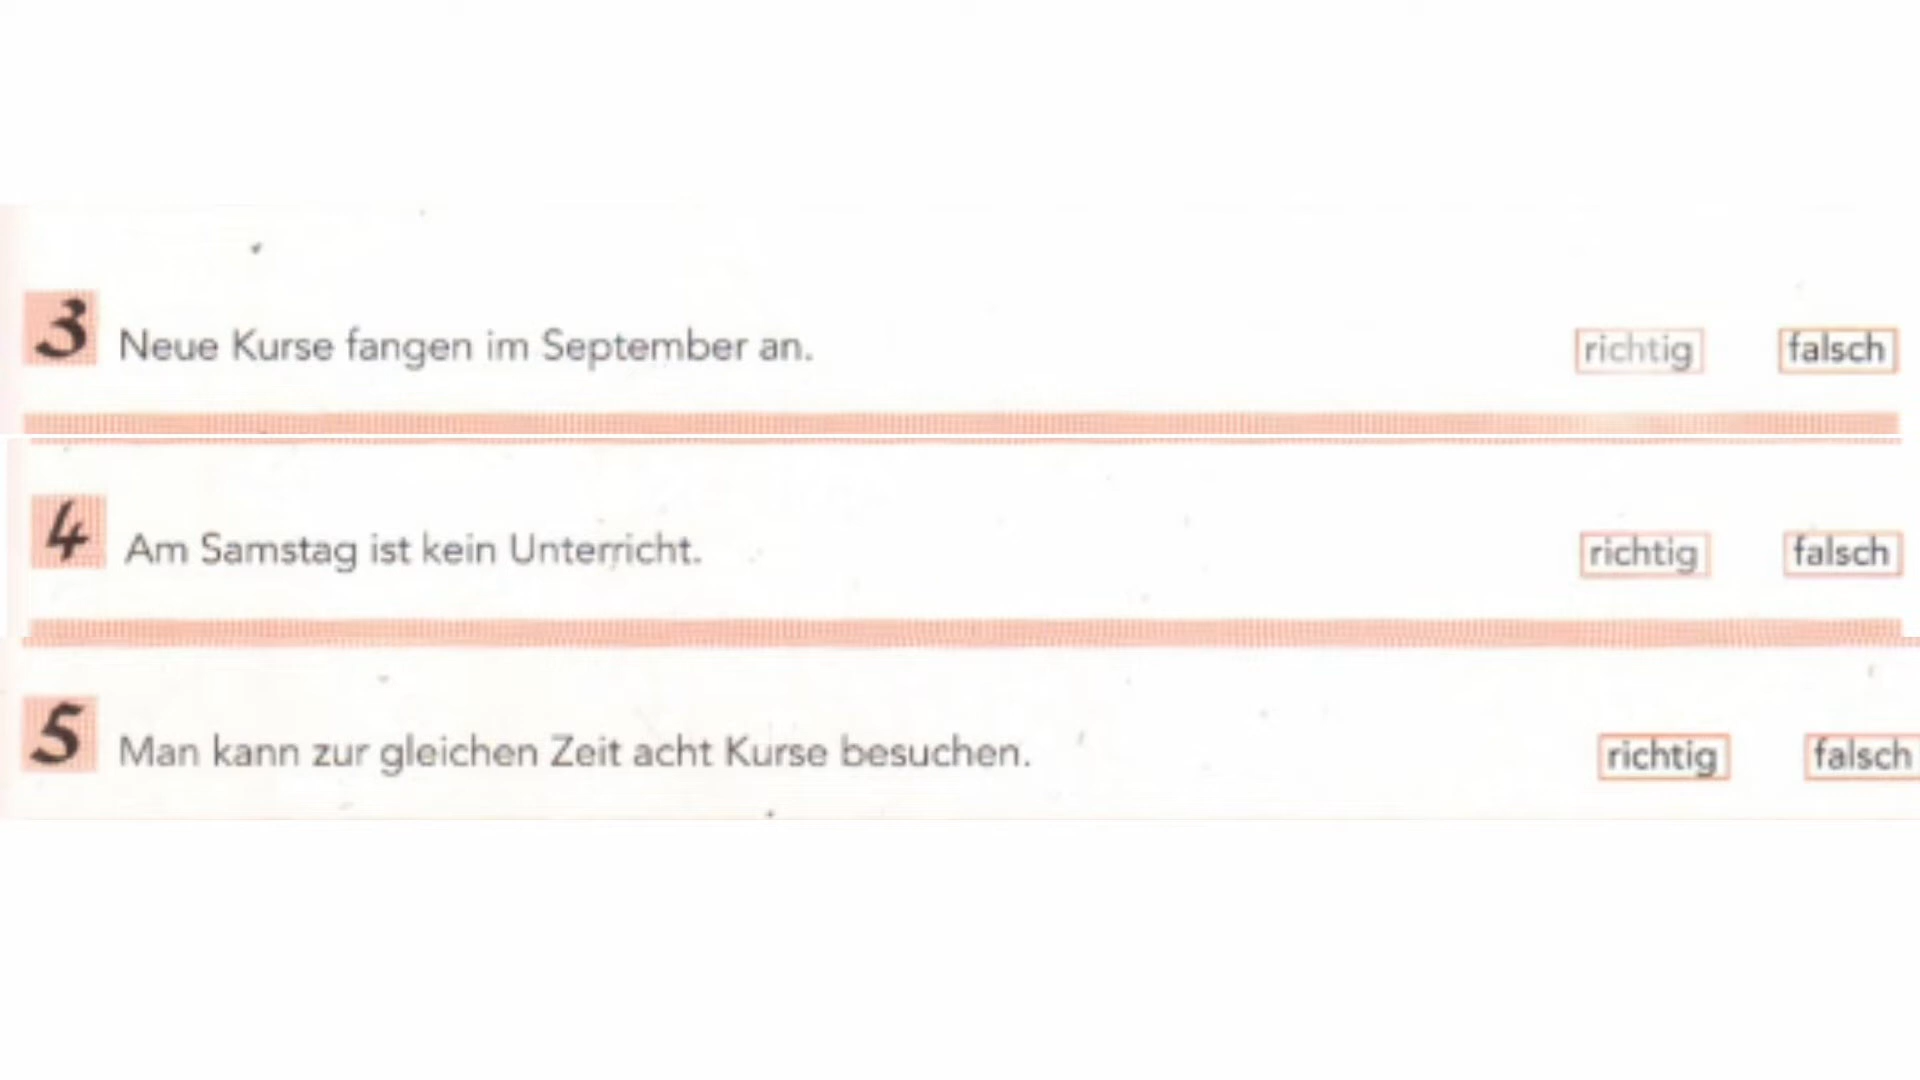 3 Neue Kurse fangen im September an. richtig falsch
4 Am Samstag ist kein Unterricht. richtig falsch
5 Man kann zur gleichen Zeit acht Kurse besuchen. richtig falsch